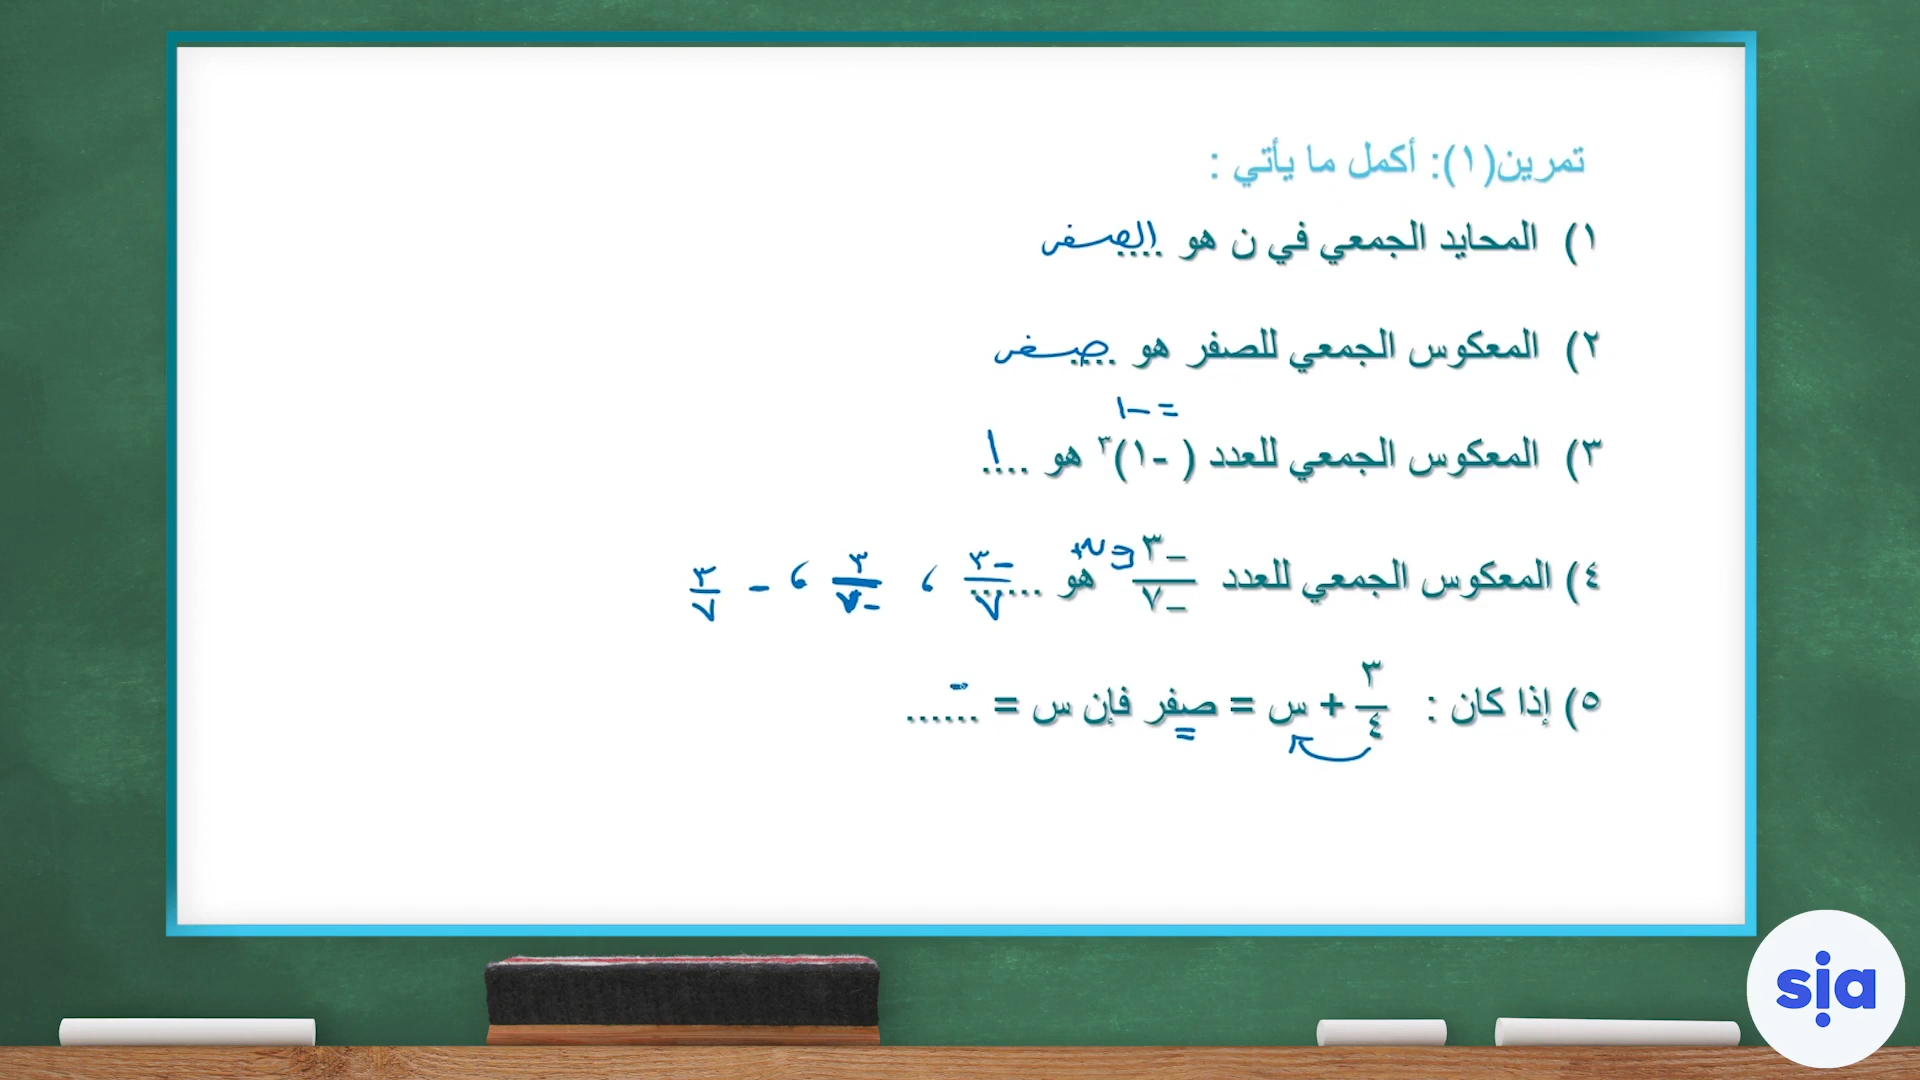 تمرين(١): أكمل ما يأتي :
١) المحايد الجمعي في ن هو .... الصفر
٢) المعكوس الجمعي للصفر هو .... صفر
= -١
٣) المعكوس الجمعي للعدد ( -١)³ هو .... ١
٤) المعكوس الجمعي للعدد -٣/-٧ هو ...... -٣/٧ ، ٣/-٧ ، - ٣/٧
٥) إذا كان : ٣/٤ + س = صفر فإن س = ...... -
sia